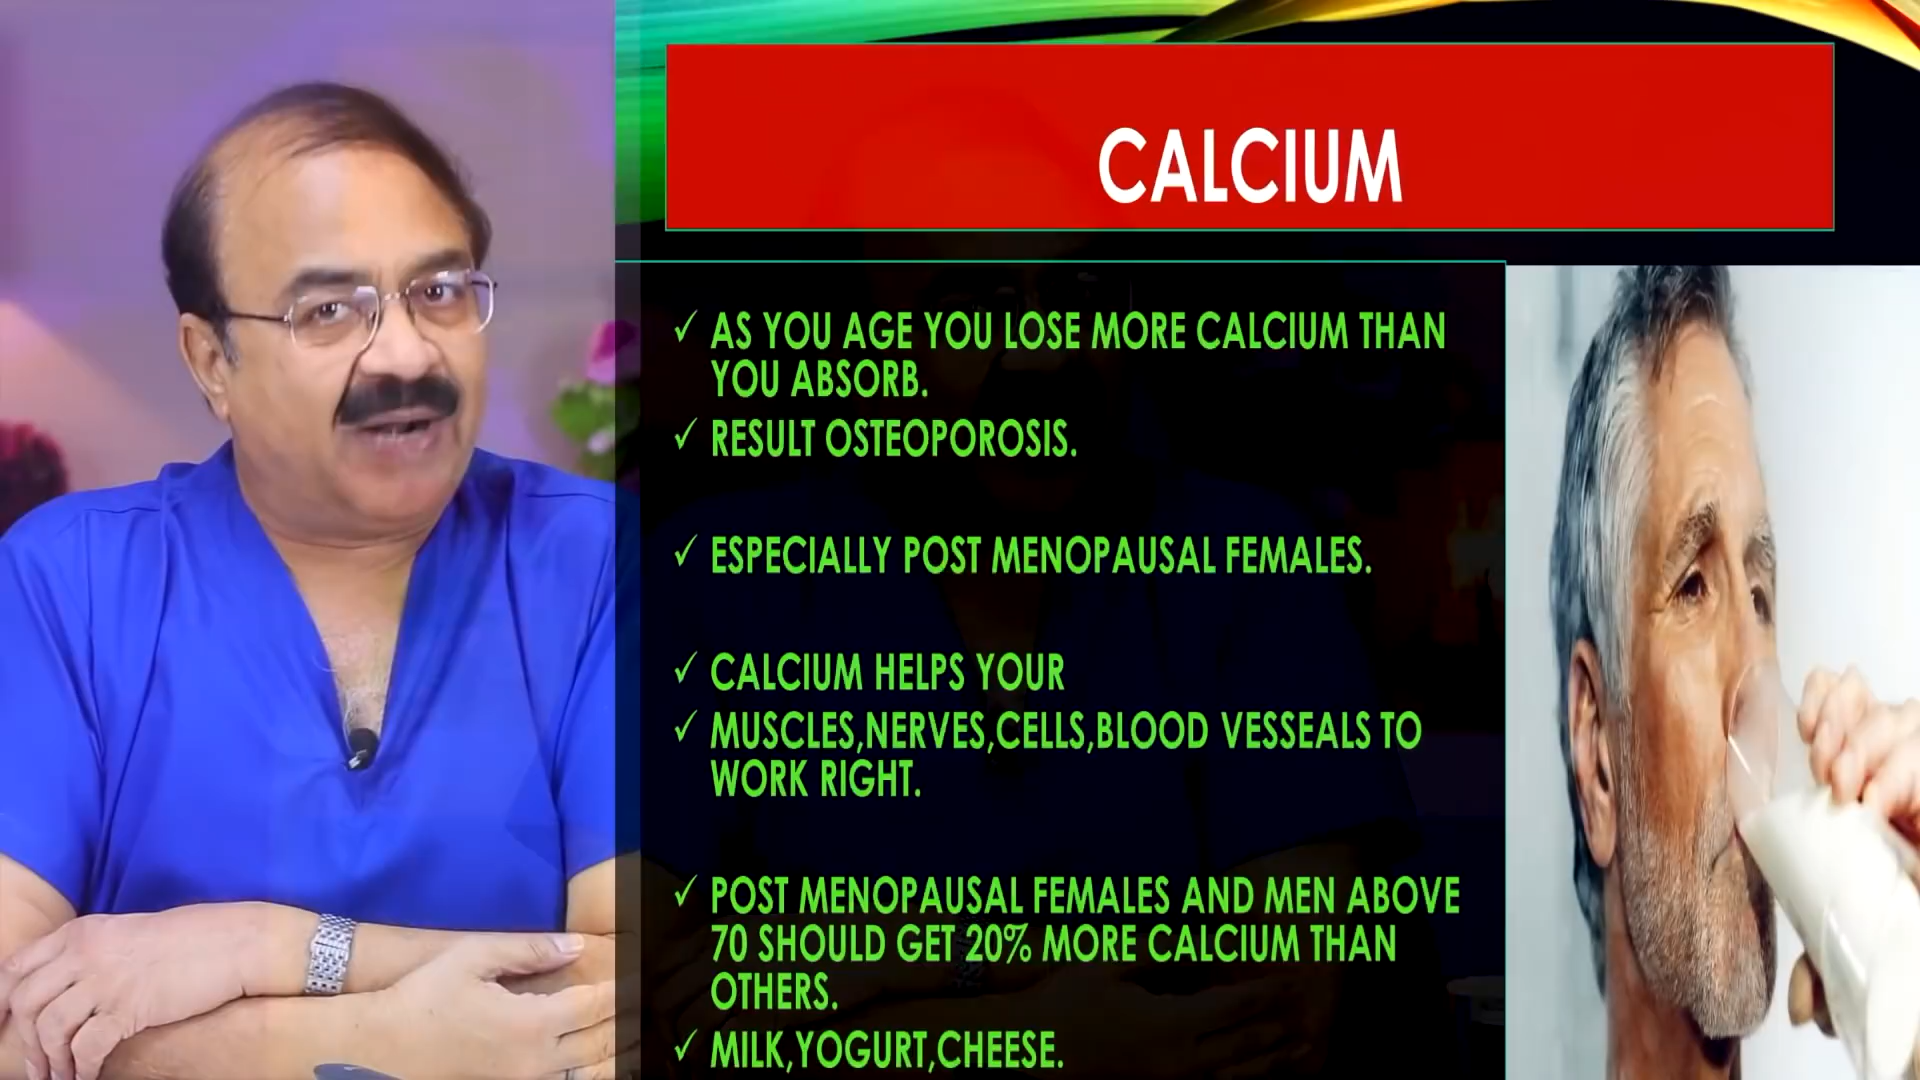 CALCIUM
✓ AS YOU AGE YOU LOSE MORE CALCIUM THAN
YOU ABSORB.
✓ RESULT OSTEOPOROSIS.
✓ ESPECIALLY POST MENOPAUSAL FEMALES.
✓ CALCIUM HELPS YOUR
✓ MUSCLES,NERVES,CELLS,BLOOD VESSEALS TO
WORK RIGHT.
✓ POST MENOPAUSAL FEMALES AND MEN ABOVE
70 SHOULD GET 20% MORE CALCIUM THAN
OTHERS.
✓ MILK,YOGURT,CHEESE.